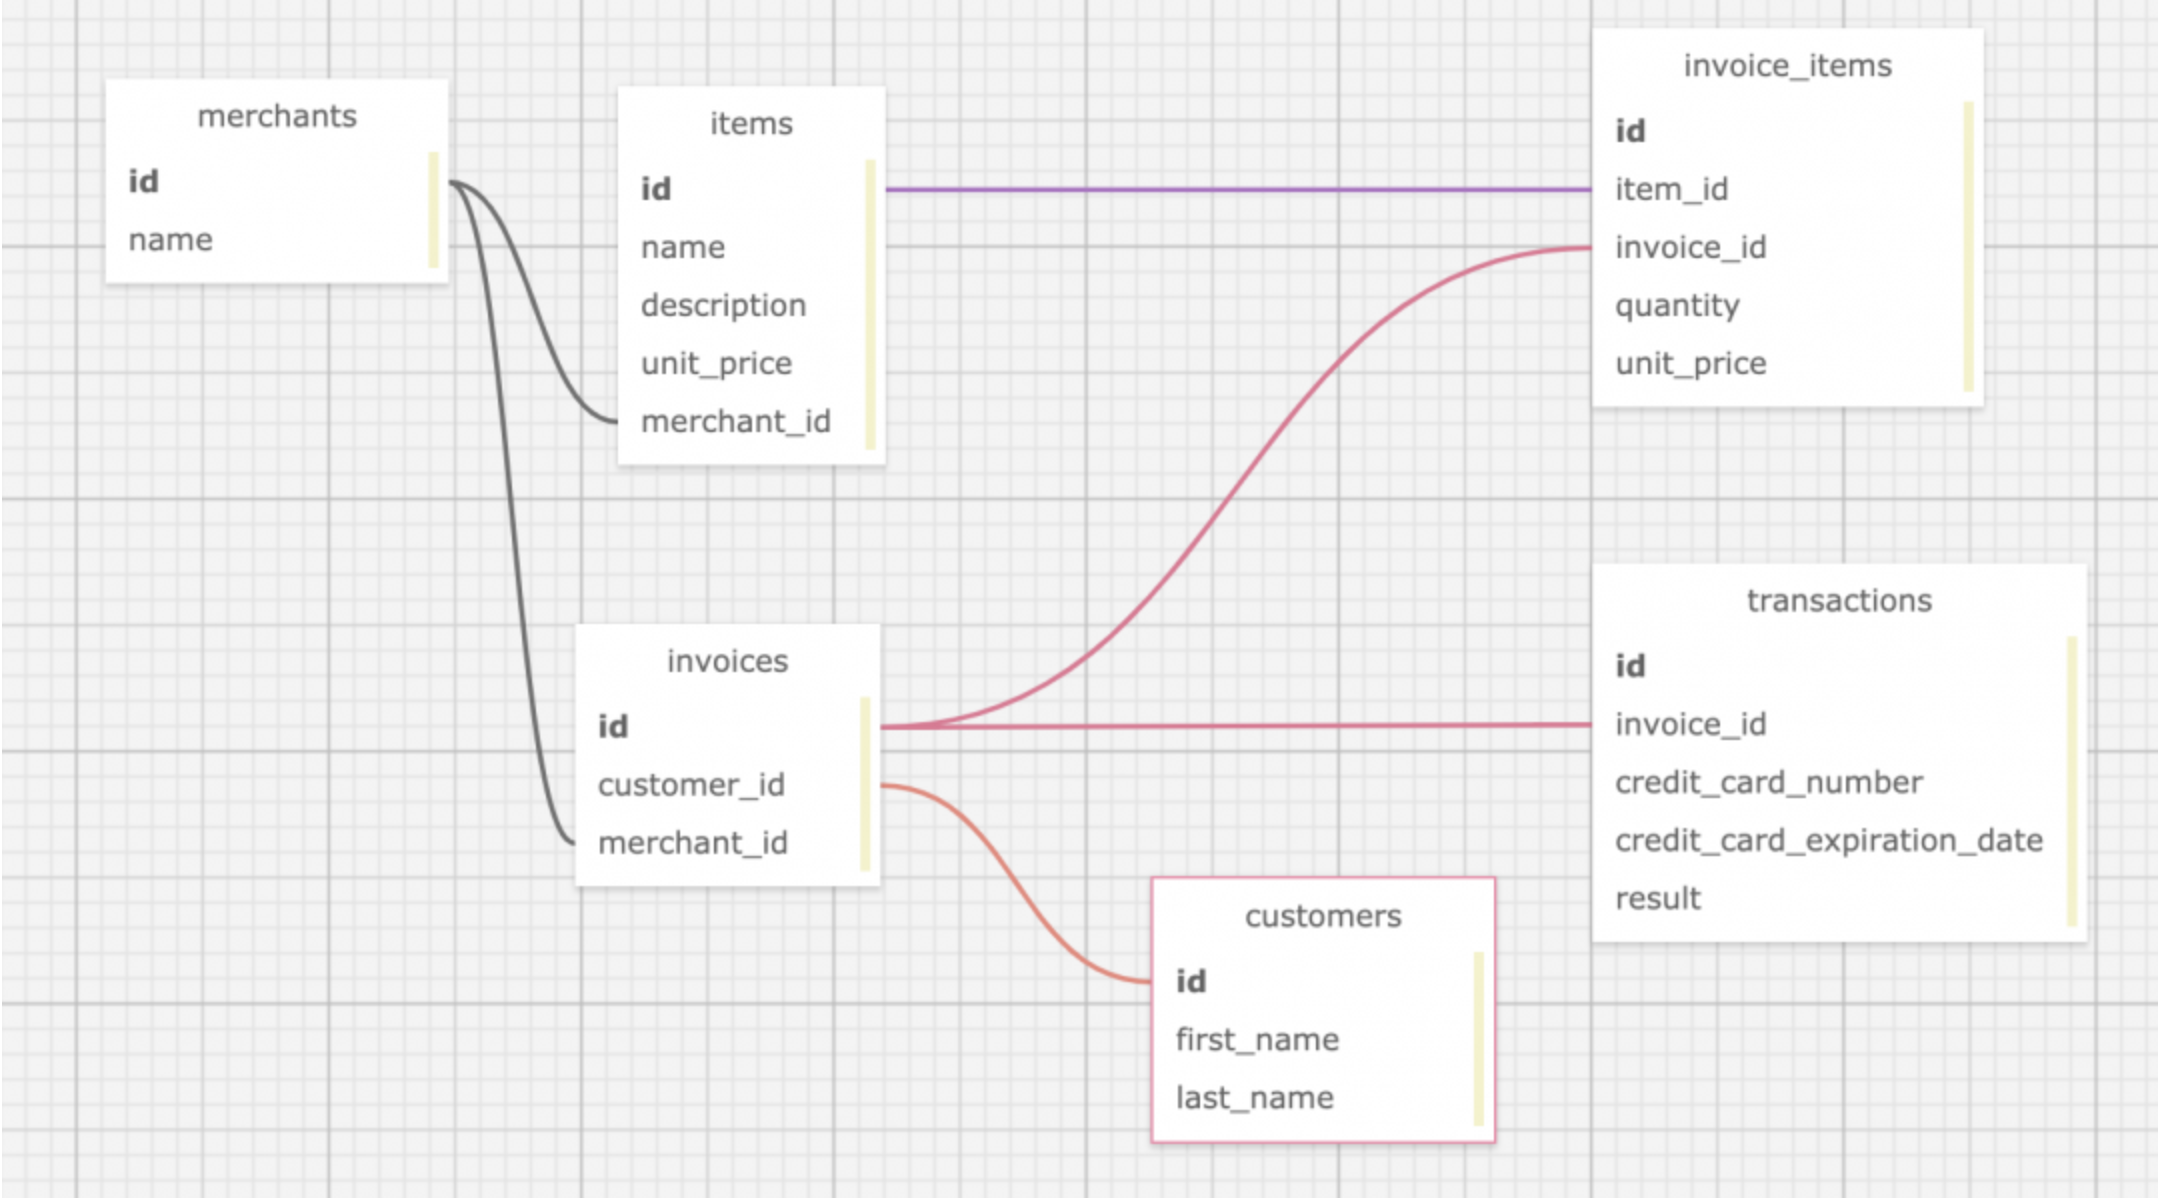 merchants
id
name
items
id
name
description
unit_price
merchant_id
invoice_items
id
item_id
invoice_id
quantity
unit_price
invoices
id
customer_id
merchant_id
transactions
id
invoice_id
credit_card_number
credit_card_expiration_date
result
customers
id
first_name
last_name